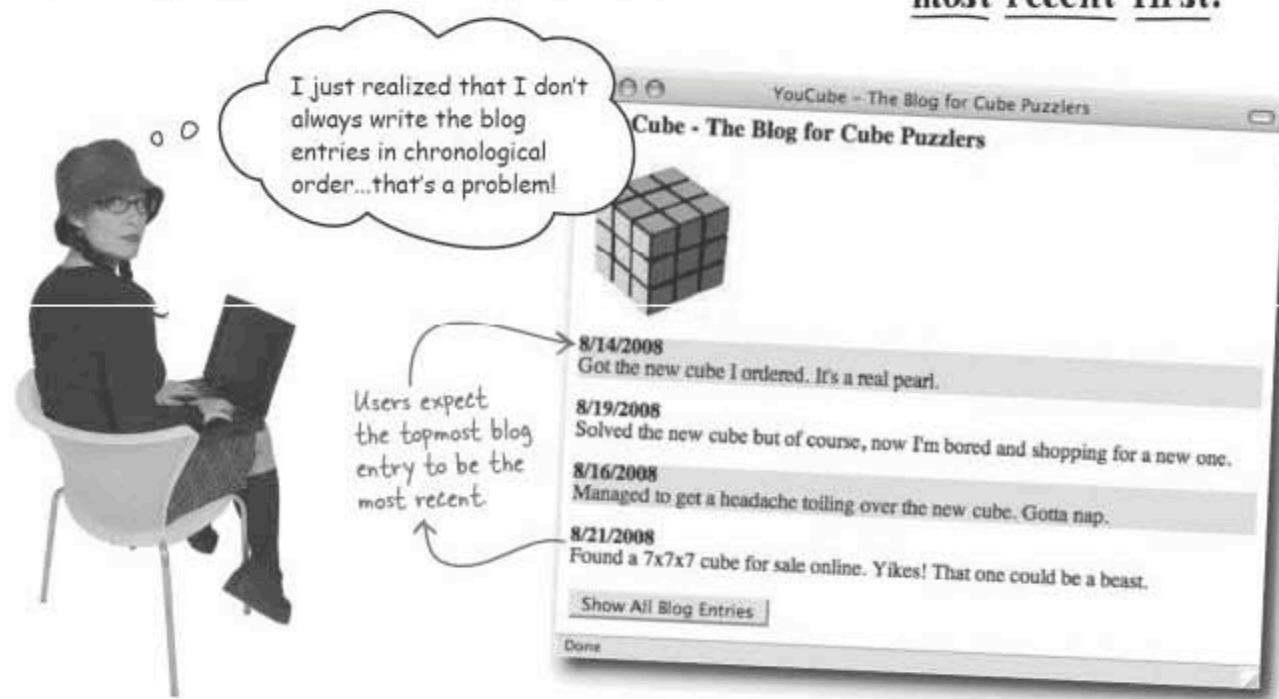 most recent first.
I just realized that I don't
always write the blog
entries in chronological
order...that's a problem!
YouCube - The Blog for Cube Puzzlers
Cube - The Blog for Cube Puzzlers
8/14/2008
Got the new cube I ordered. It's a real pearl.
Users expect
the topmost blog
entry to be the
most recent.
8/19/2008
Solved the new cube but of course, now I'm bored and shopping for a new one.
8/16/2008
Managed to get a headache toiling over the new cube. Gotta nap.
8/21/2008
Found a 7x7x7 cube for sale online. Yikes! That one could be a beast.
Show All Blog Entries
Done